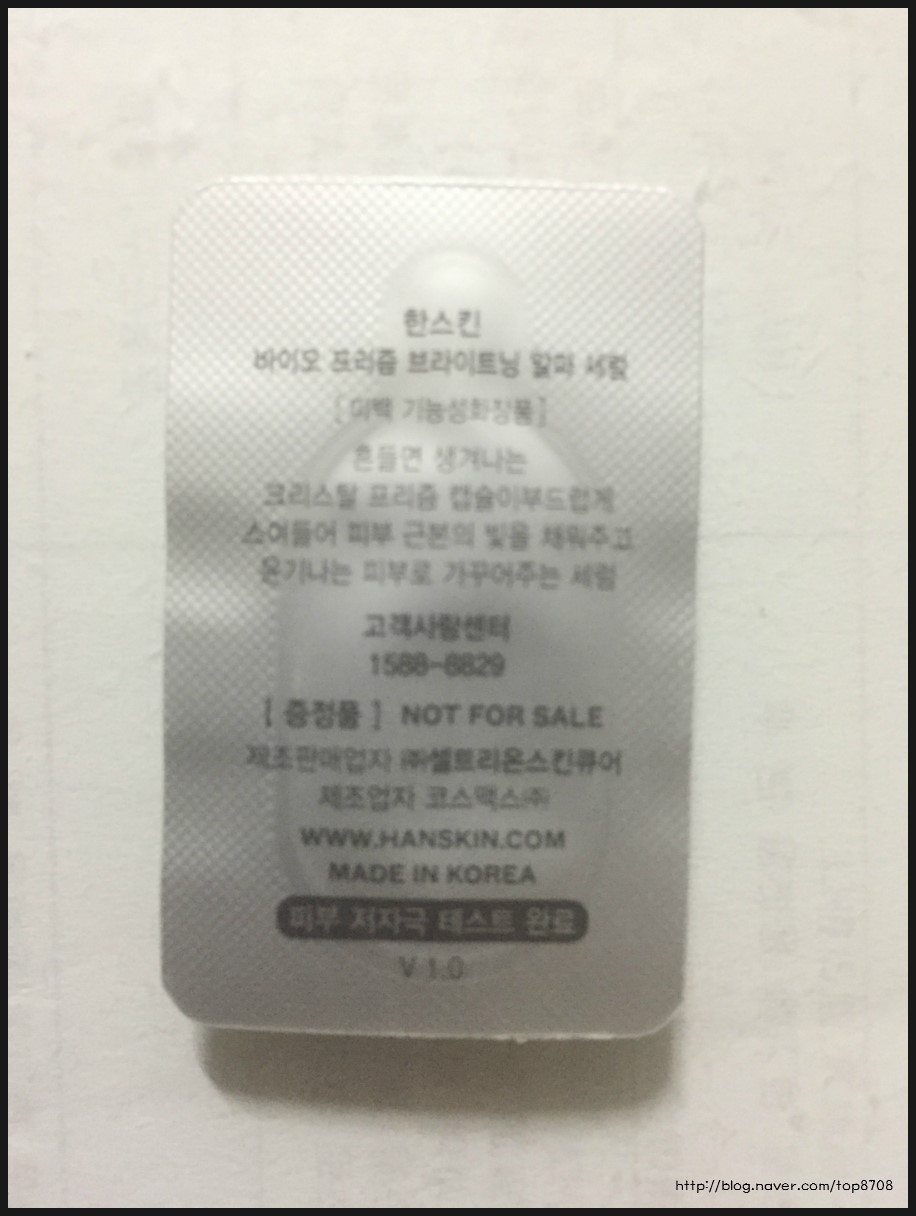 한스킨
바이오 프리즘 브라이트닝 알파 세럼
[미백 기능성화장품]
흔들면 생겨나는
크리스탈 프리즘 캡슐이부드럽게
스며들어 피부 근본의 빛을 채워주고
윤기나는 피부로 가꾸어주는 세럼
고객사랑센터
1588-8829
[ 증정품 ] NOT FOR SALE
제조판매업자 ㈜셀트리온스킨큐어
제조업자 코스맥스㈜
WWW.HANSKIN.COM
MADE IN KOREA
피부 저자극 테스트 완료
V 1.0
http://blog.naver.com/top8708